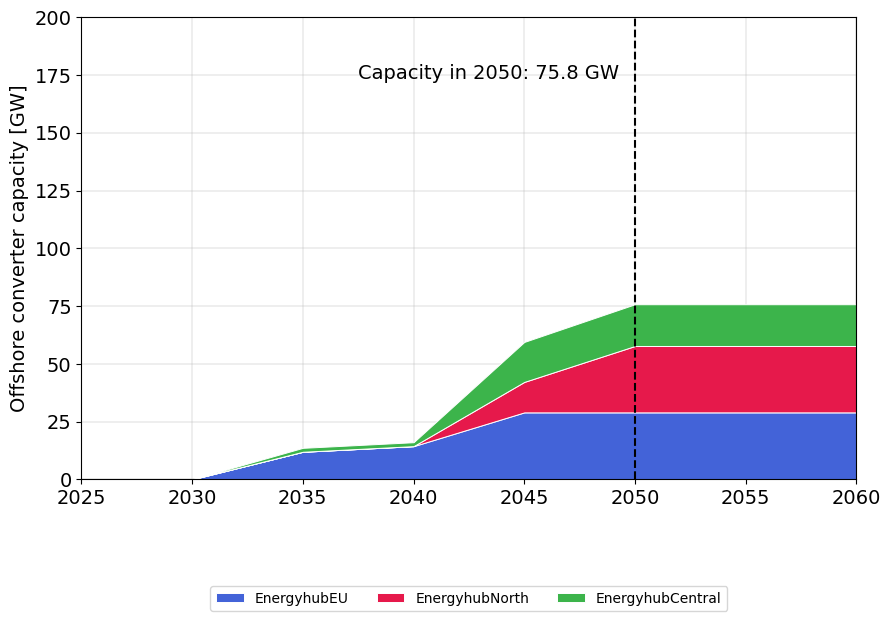 200
175
150
125
100
75
50
25
0
Offshore converter capacity [GW]
Capacity in 2050: 75.8 GW
2025 2030 2035 2040 2045 2050 2055 2060
EnergyhubEU EnergyhubNorth EnergyhubCentral